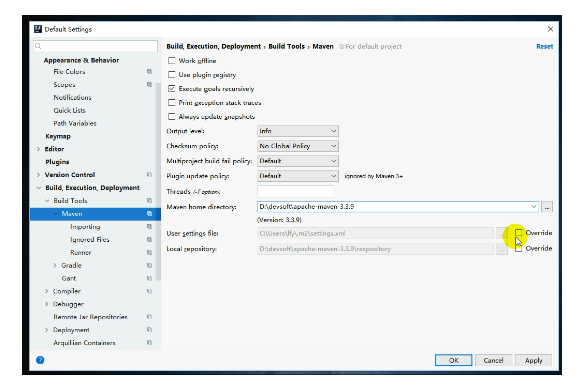 Default Settings
Build, Execution, Deployment › Build Tools › Maven For default project Reset
Appearance & Behavior
File Colors
Scopes
Notifications
Quick Lists
Path Variables
Keymap
Editor
Plugins
Version Control
Build, Execution, Deployment
Build Tools
Maven
Importing
Ignored Files
Runner
Gradle
Gant
Compiler
Debugger
Remote Jar Repositories
Deployment
Arquillian Containers
Work offline
Use plugin registry
Execute goals recursively
Print exception stack traces
Always update snapshots
Output level: Info
Checksum policy: No Global Policy
Multiproject build fail policy: Default
Plugin update policy: Default ignored by Maven 3+
Threads (-T option)
Maven home directory: D:\devsoft\apache-maven-3.3.9 ...
(Version: 3.3.9)
User settings file: C:\Users\lfy\.m2\settings.xml Override
Local repository: D:\devsoft\apache-maven-3.3.9\respository ... Override
? OK Cancel Apply